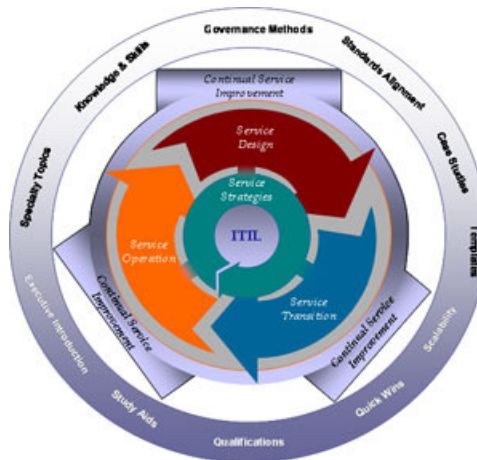 Governance Methods
Knowledge & Skills
Standards Alignment
Specialty Topics
Case Studies
Templates
Executive Introduction
Scalability
Study Aids
Quick Wins
Qualifications
Continual Service
Improvement
Service
Design
Service
Strategies
ITIL
Service
Operation
Service
Transition
Continual Service
Improvement
Continual Service
Improvement